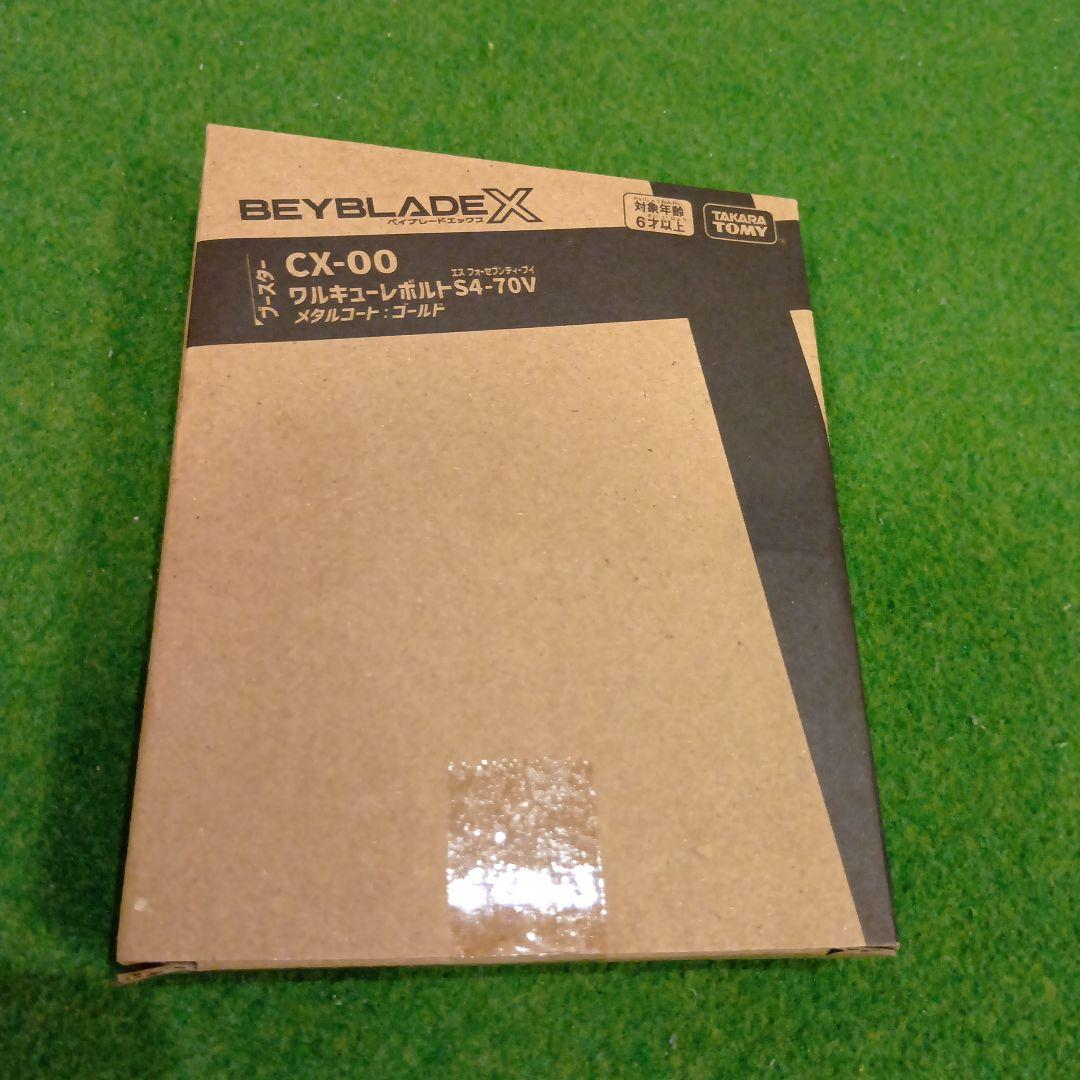 BEYBLADE X
ベイブレードエックス
対象年齢
6才以上
TAKARA
TOMY
ブースター
CX-00
エス フォーセブンティーブイ
ワルキューレボルトS4-70V
メタルコート:ゴールド